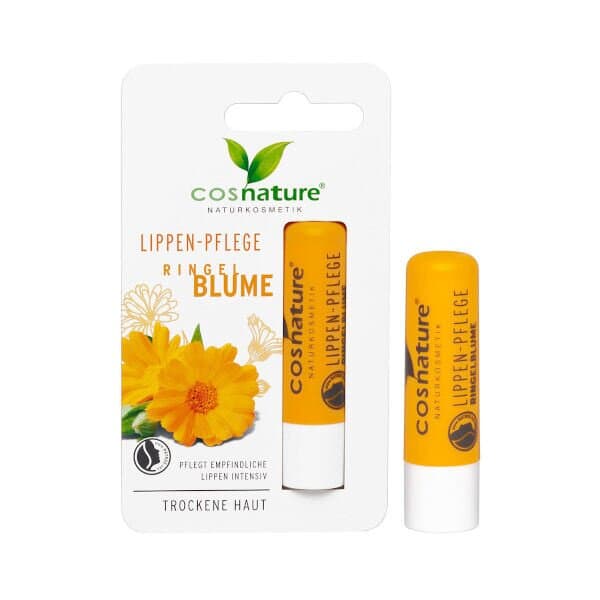 cosnature®
NATURKOSMETIK
LIPPEN-PFLEGE
RINGEL
BLUME
PFLEGT EMPFINDLICHE
LIPPEN INTENSIV
TROCKENE HAUT
cosnature®
NATURKOSMETIK
LIPPEN-PFLEGE
RINGELBLUME
cosnature®
NATURKOSMETIK
LIPPEN-PFLEGE
RINGELBLUME